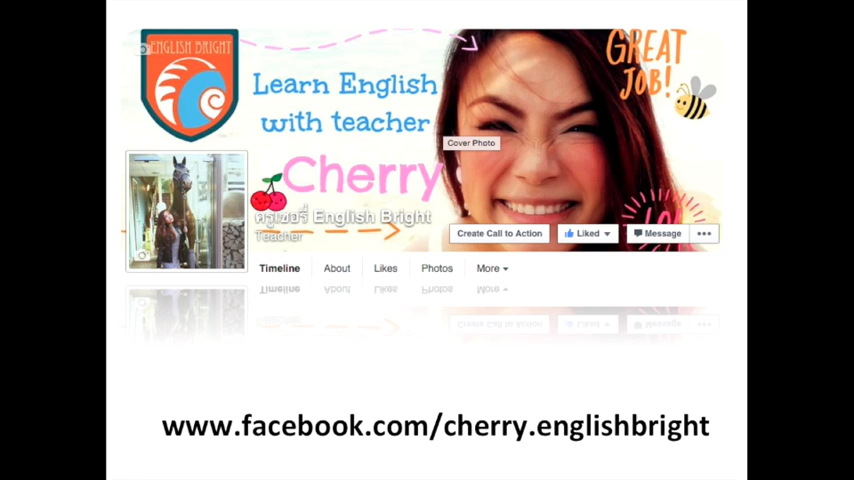 ENGLISH BRIGHT
Learn English
with teacher
Cherry
GREAT
JOB!
Cover Photo
ครูเชอรี่ English Bright
Teacher
Create Call to Action
Liked
Message
Timeline
About
Likes
Photos
More
www.facebook.com/cherry.englishbright